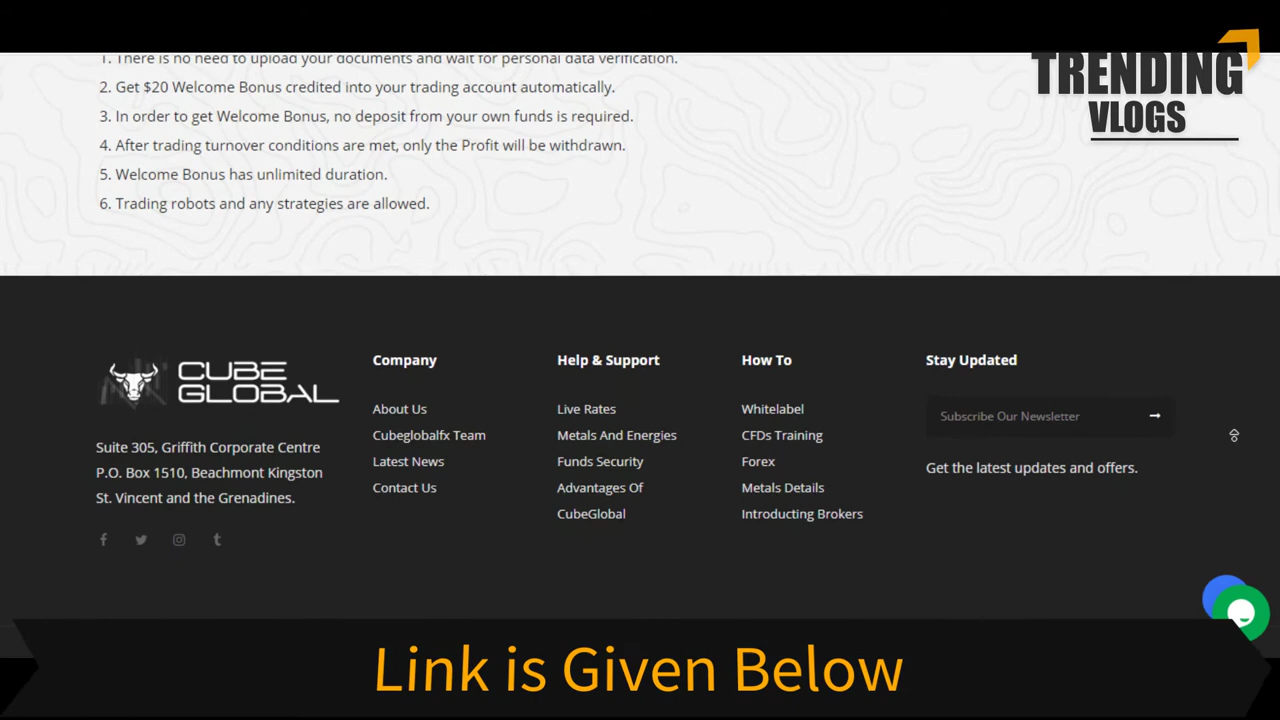 1. There is no need to upload your documents and wait for personal data verification.
2. Get $20 Welcome Bonus credited into your trading account automatically.
3. In order to get Welcome Bonus, no deposit from your own funds is required.
4. After trading turnover conditions are met, only the Profit will be withdrawn.
5. Welcome Bonus has unlimited duration.
6. Trading robots and any strategies are allowed.
TRENDING
VLOGS
CUBE
GLOBAL
Suite 305, Griffith Corporate Centre
P.O. Box 1510, Beachmont Kingston
St. Vincent and the Grenadines.
Company
About Us
Cubeglobalfx Team
Latest News
Contact Us
Help & Support
Live Rates
Metals And Energies
Funds Security
Advantages Of
CubeGlobal
How To
Whitelabel
CFDs Training
Forex
Metals Details
Introducting Brokers
Stay Updated
Subscribe Our Newsletter
Get the latest updates and offers.
Link is Given Below